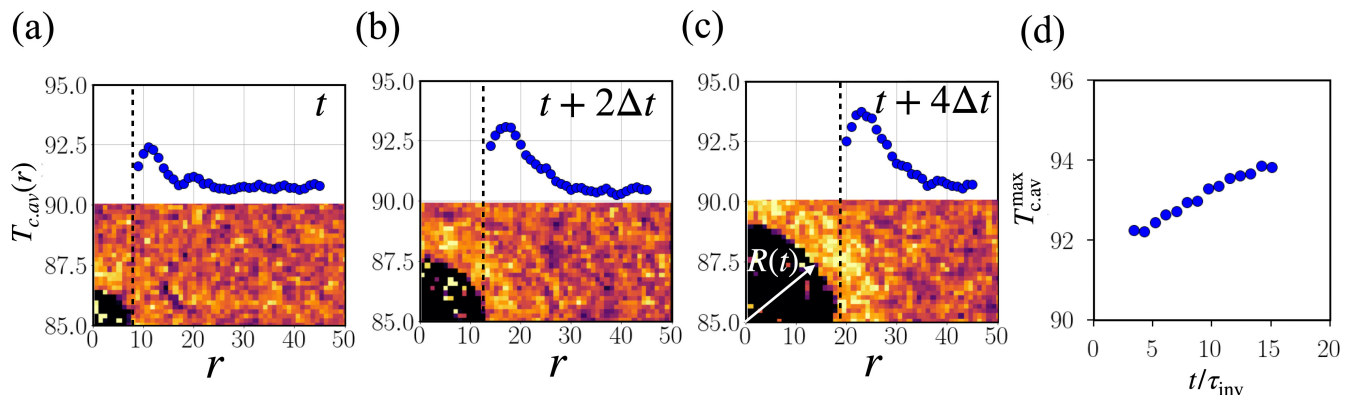 (a)
(b)
(c)
(d)
95.0
92.5
90.0
87.5
85.0
T_{c.av}(r)
t
0 10 20 30 40 50
r
95.0
92.5
90.0
87.5
85.0
t + 2Δt
0 10 20 30 40 50
r
95.0
92.5
90.0
87.5
85.0
t + 4Δt
R(t)
0 10 20 30 40 50
r
96
94
92
90
T_{c.av}^{max}
0 5 10 15 20
t/τ_{inv}